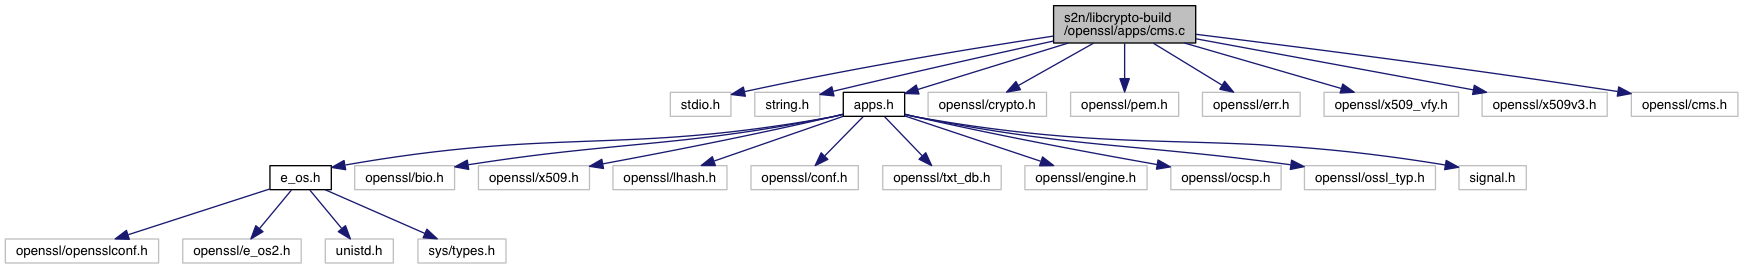 s2n/libcrypto-build
/openssl/apps/cms.c
stdio.h
string.h
apps.h
openssl/crypto.h
openssl/pem.h
openssl/err.h
openssl/x509_vfy.h
openssl/x509v3.h
openssl/cms.h
e_os.h
openssl/bio.h
openssl/x509.h
openssl/lhash.h
openssl/conf.h
openssl/txt_db.h
openssl/engine.h
openssl/ocsp.h
openssl/ossl_typ.h
signal.h
openssl/opensslconf.h
openssl/e_os2.h
unistd.h
sys/types.h